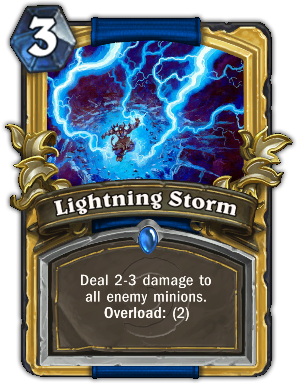 3
Lightning Storm
Deal 2-3 damage to
all enemy minions.
Overload: (2)